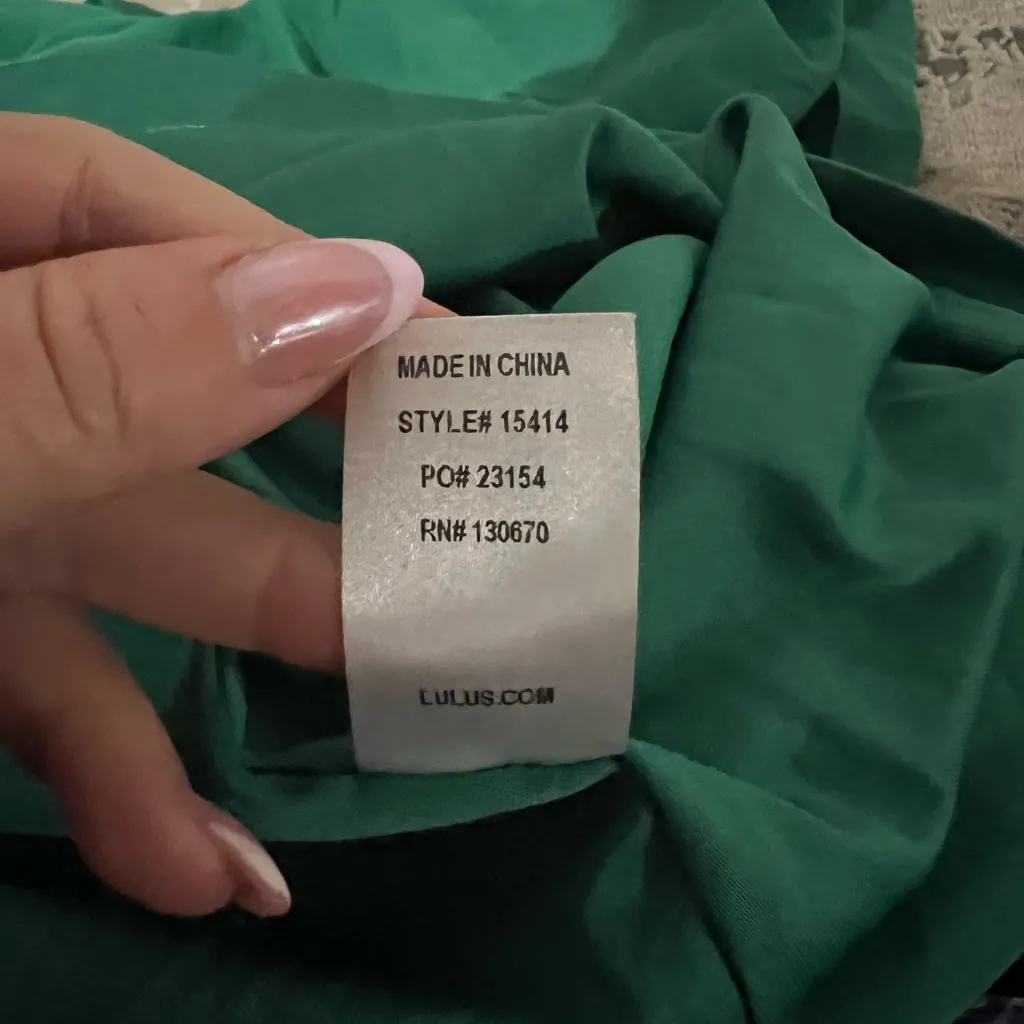 MADE IN CHINA
STYLE# 15414
PO# 23154
RN# 130670
LULUS.COM